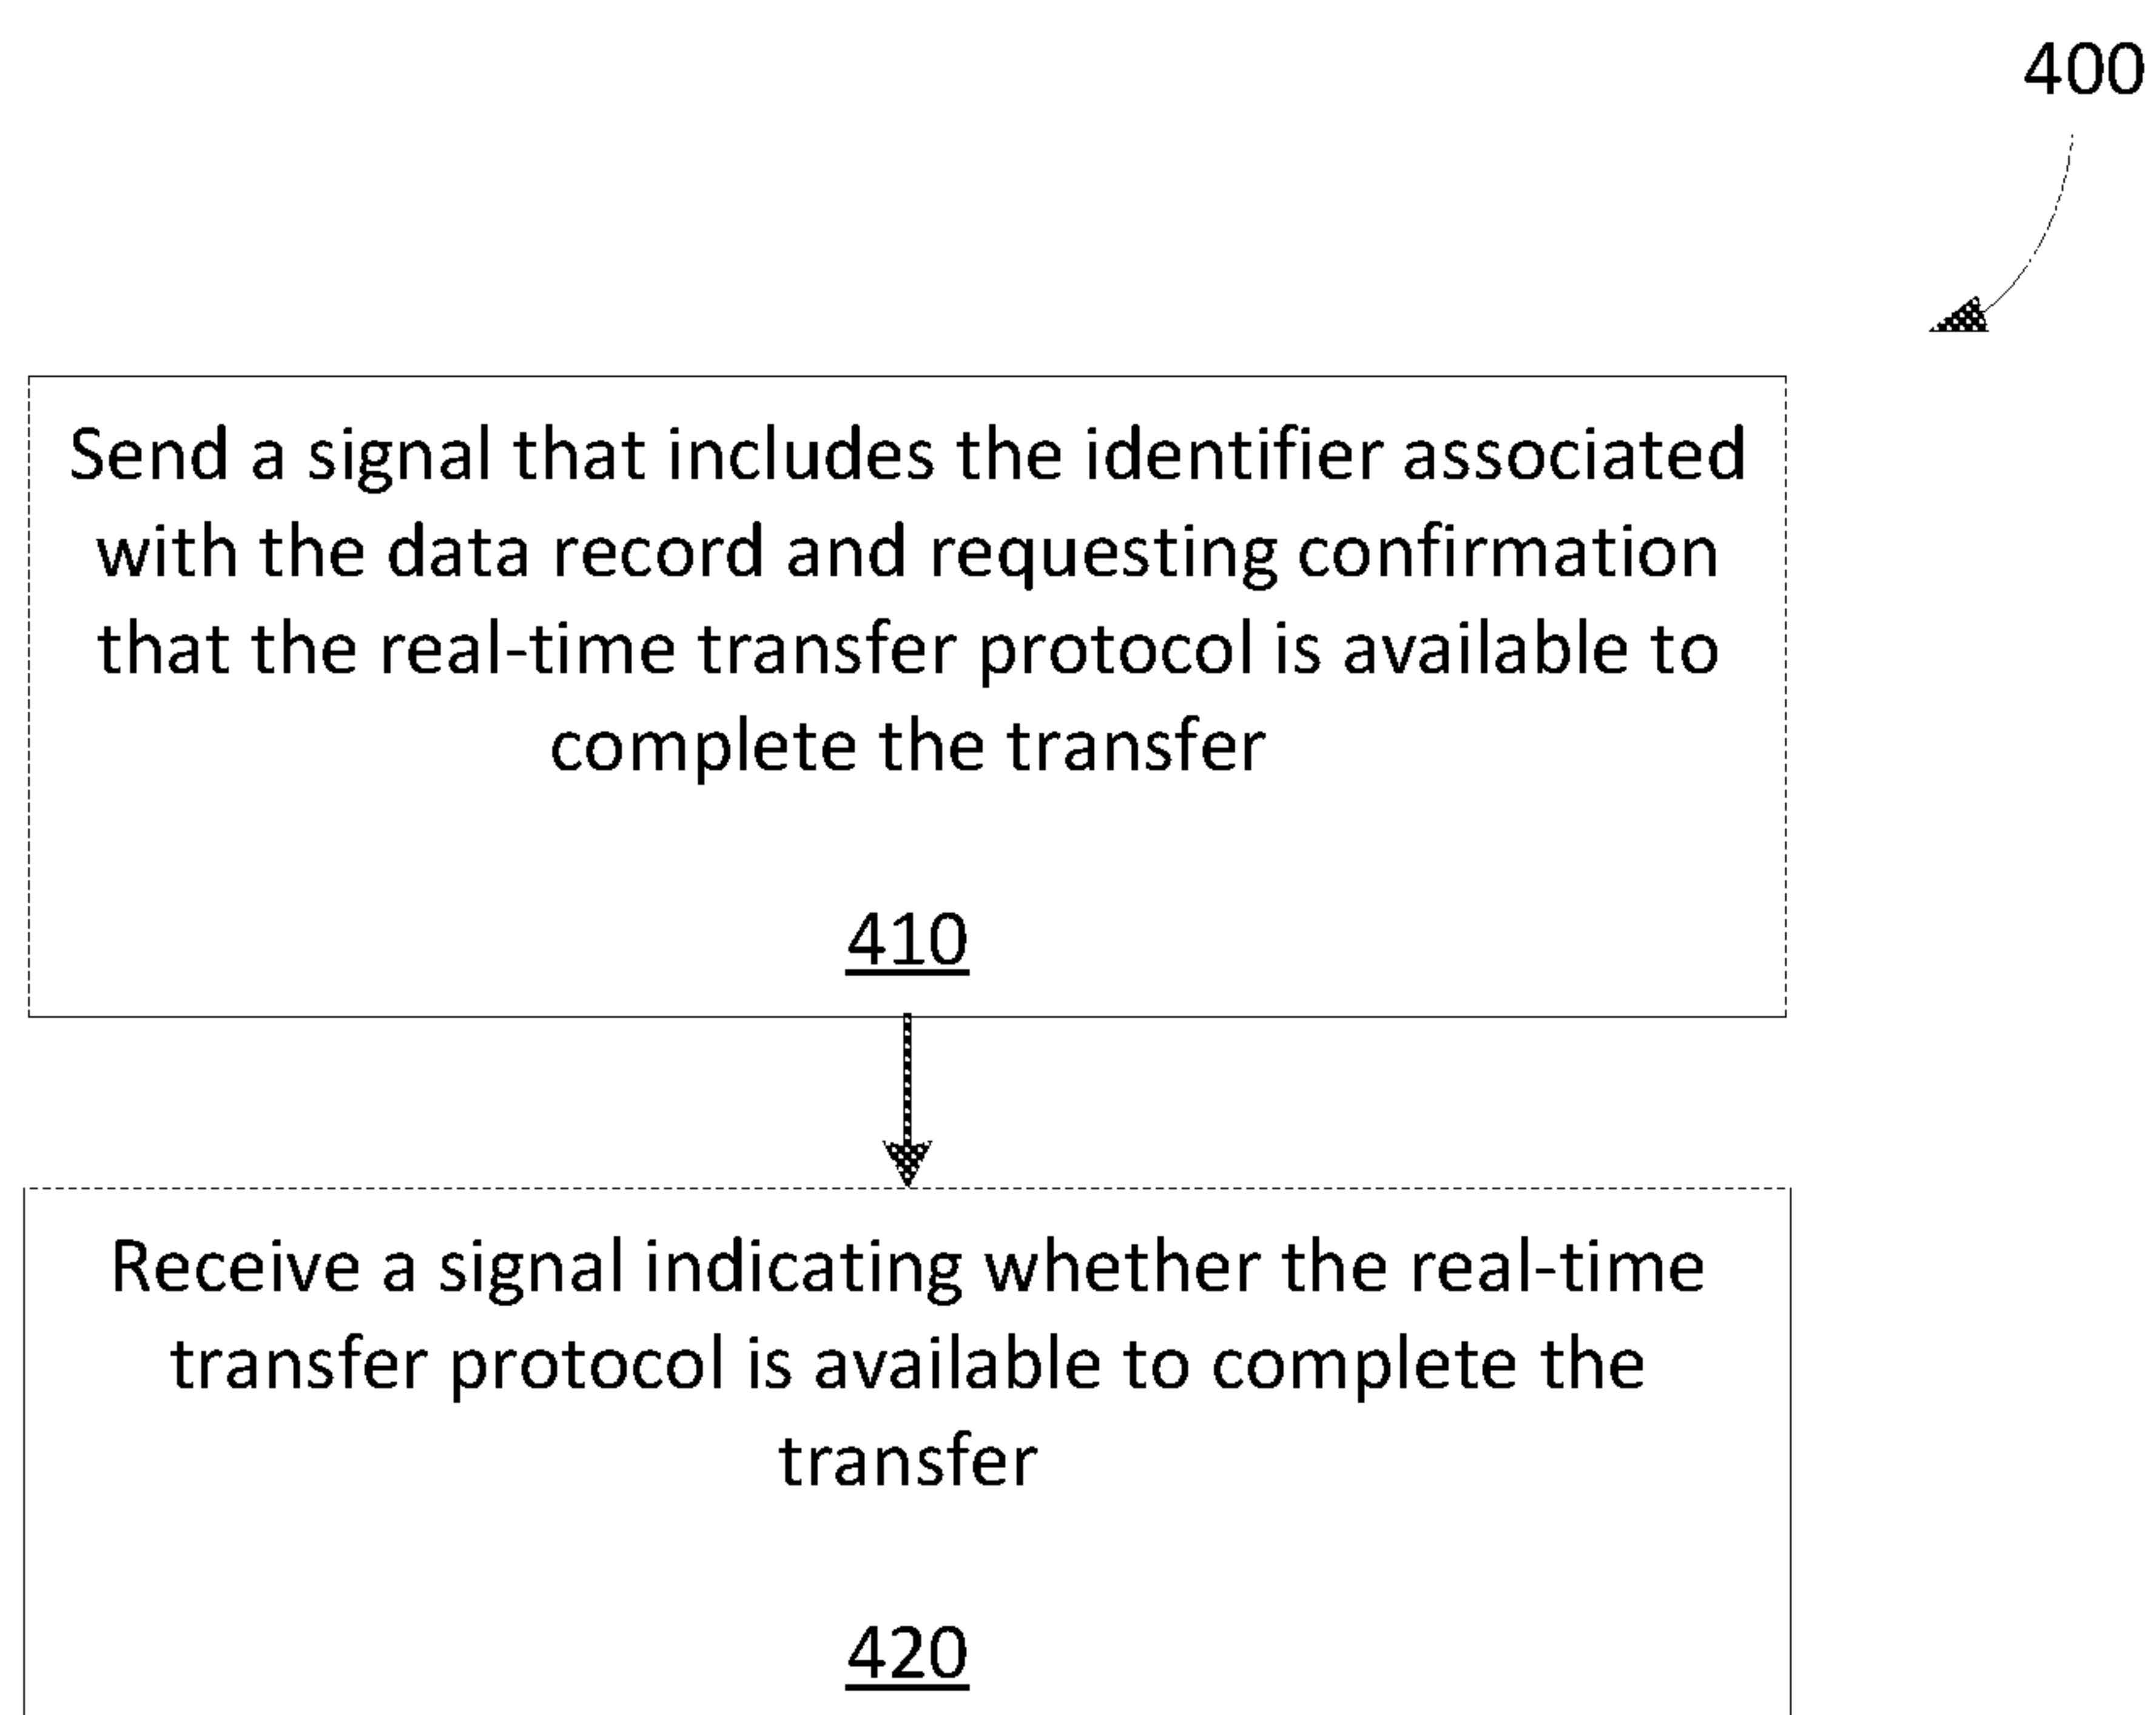 400
Send a signal that includes the identifier associated
with the data record and requesting confirmation
that the real-time transfer protocol is available to
complete the transfer
410
Receive a signal indicating whether the real-time
transfer protocol is available to complete the
transfer
420